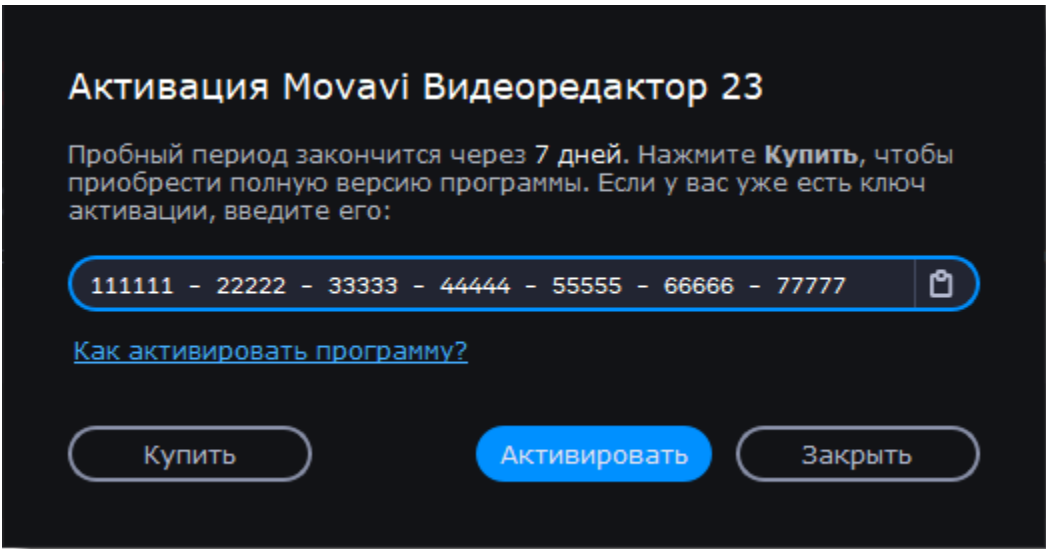 Активация Movavi Видеоредактор 23
Пробный период закончится через 7 дней. Нажмите Купить, чтобы
приобрести полную версию программы. Если у вас уже есть ключ
активации, введите его:
111111 - 22222 - 33333 - 44444 - 55555 - 66666 - 77777
Как активировать программу?
Купить Активировать Закрыть